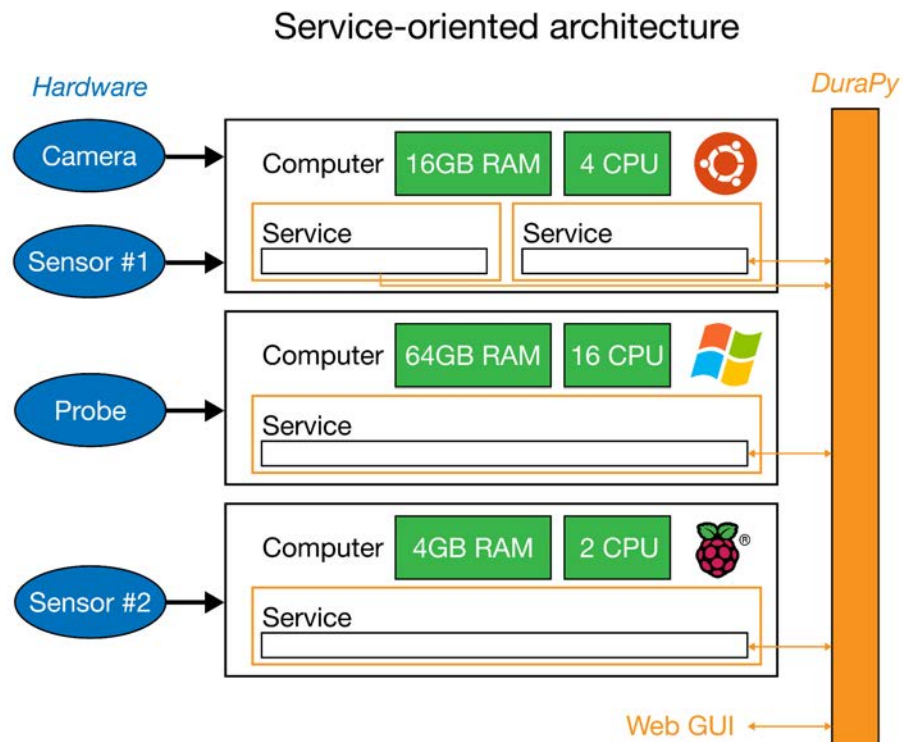 Service-oriented architecture
Hardware
DuraPy
Camera
Computer
16GB RAM
4 CPU
Service
Service
Sensor #1
Computer
64GB RAM
16 CPU
Probe
Service
Computer
4GB RAM
2 CPU
®
Sensor #2
Service
Web GUI